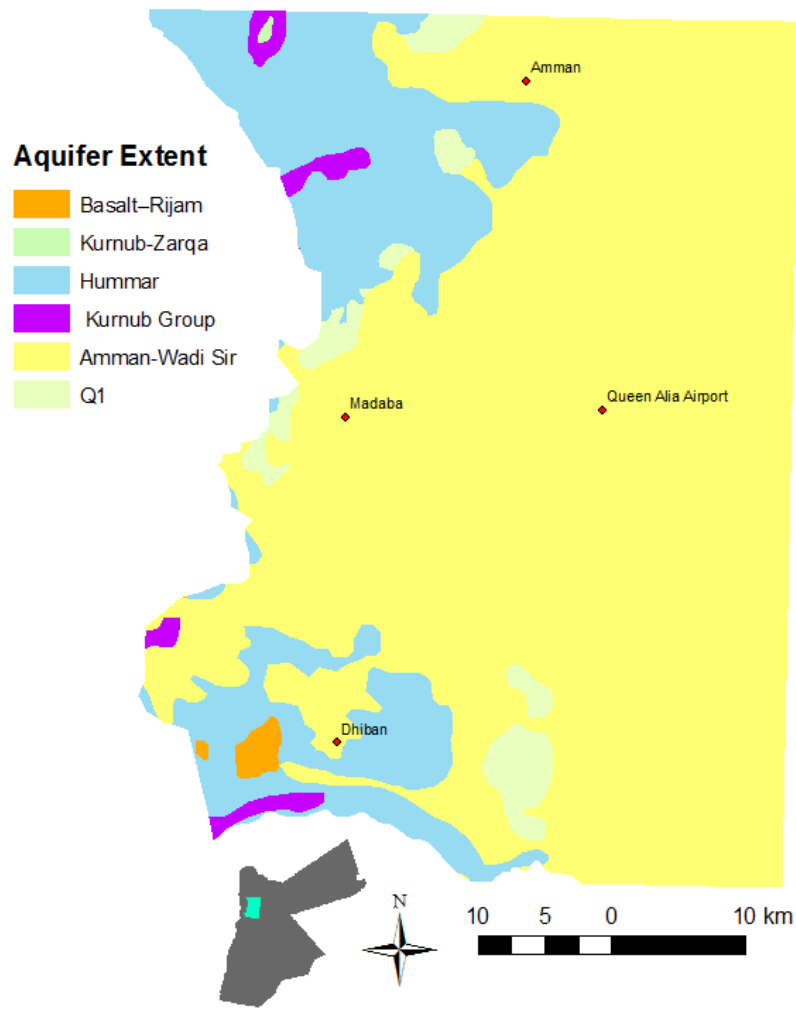 Amman
Aquifer Extent
Basalt–Rijam
Kurnub-Zarqa
Hummar
Kurnub Group
Amman-Wadi Sir
Q1
Madaba
Queen Alia Airport
Dhiban
N
10 5 0 10 km